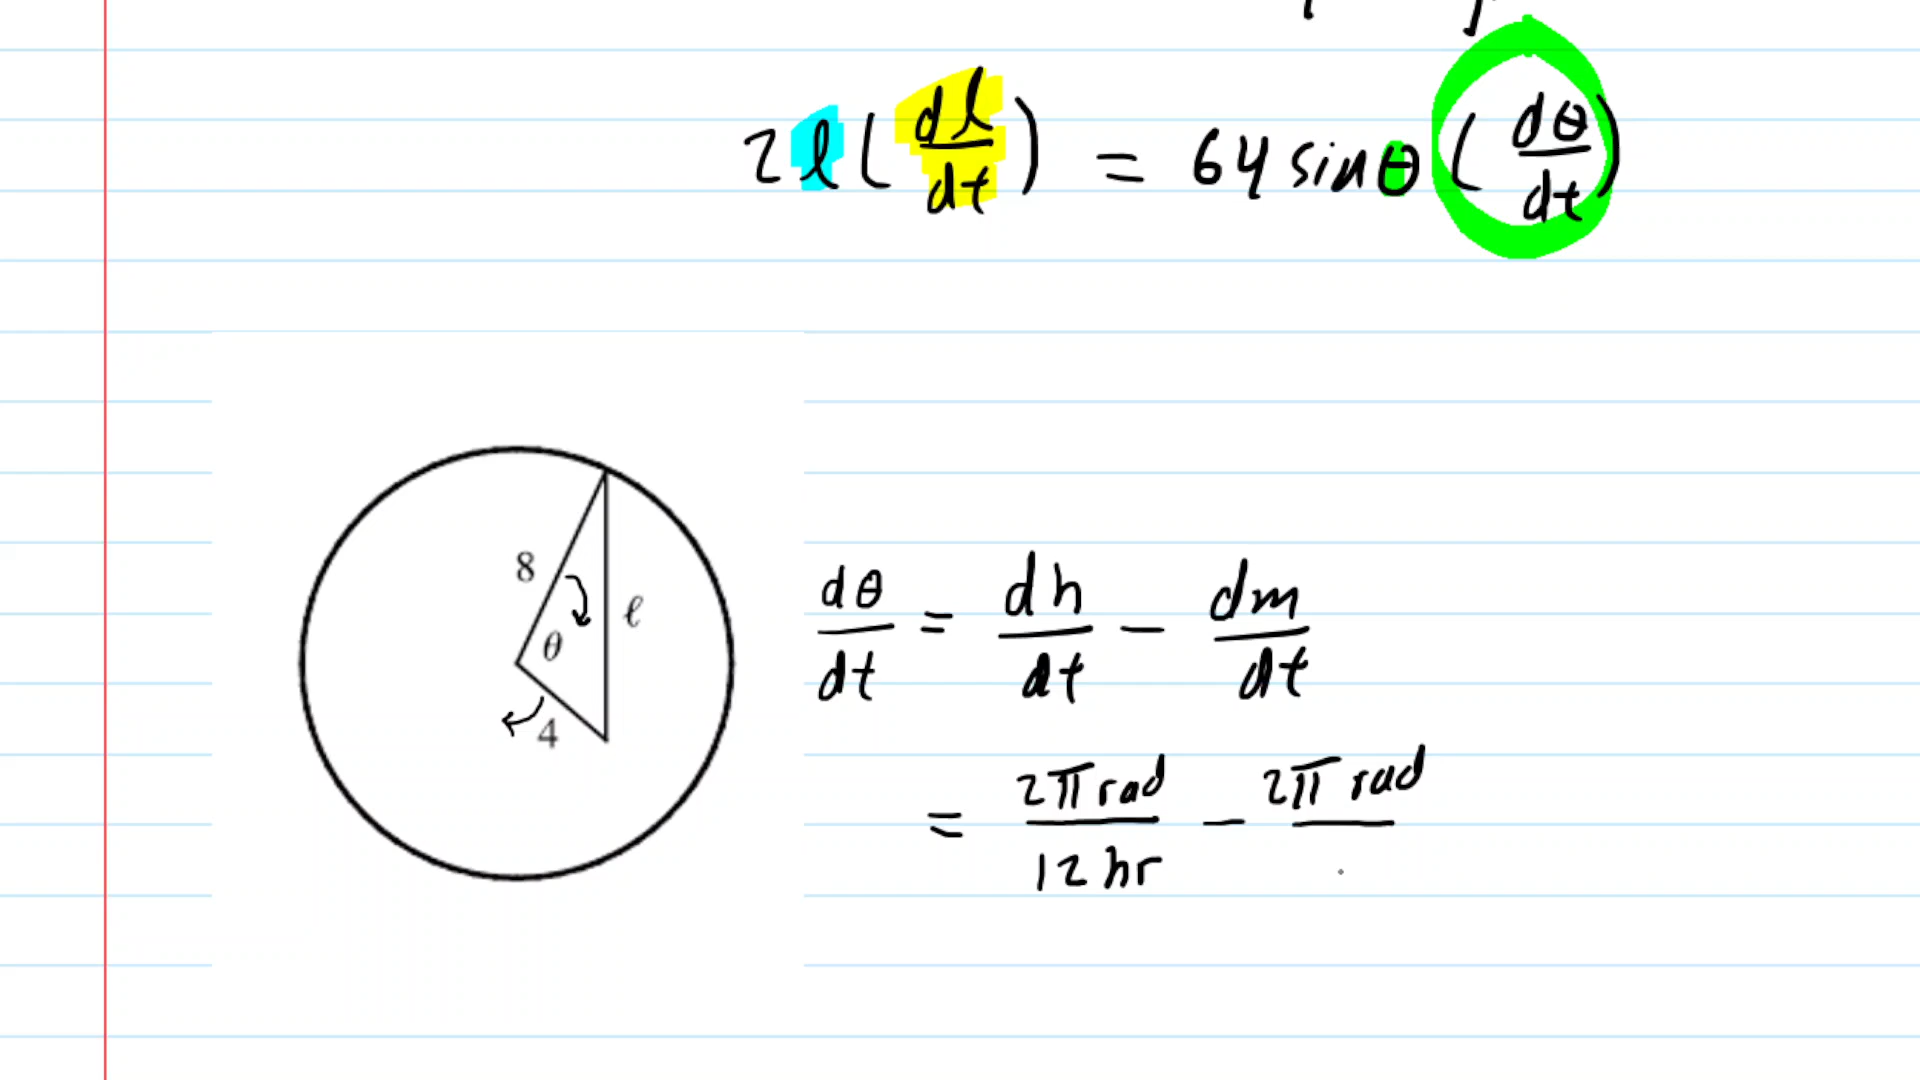 2ℓ(dℓ/dt) = 64 sinθ (dθ/dt)
8
θ
ℓ
4
dθ/dt = dh/dt − dm/dt
= 2π rad/12 hr − 2π rad/